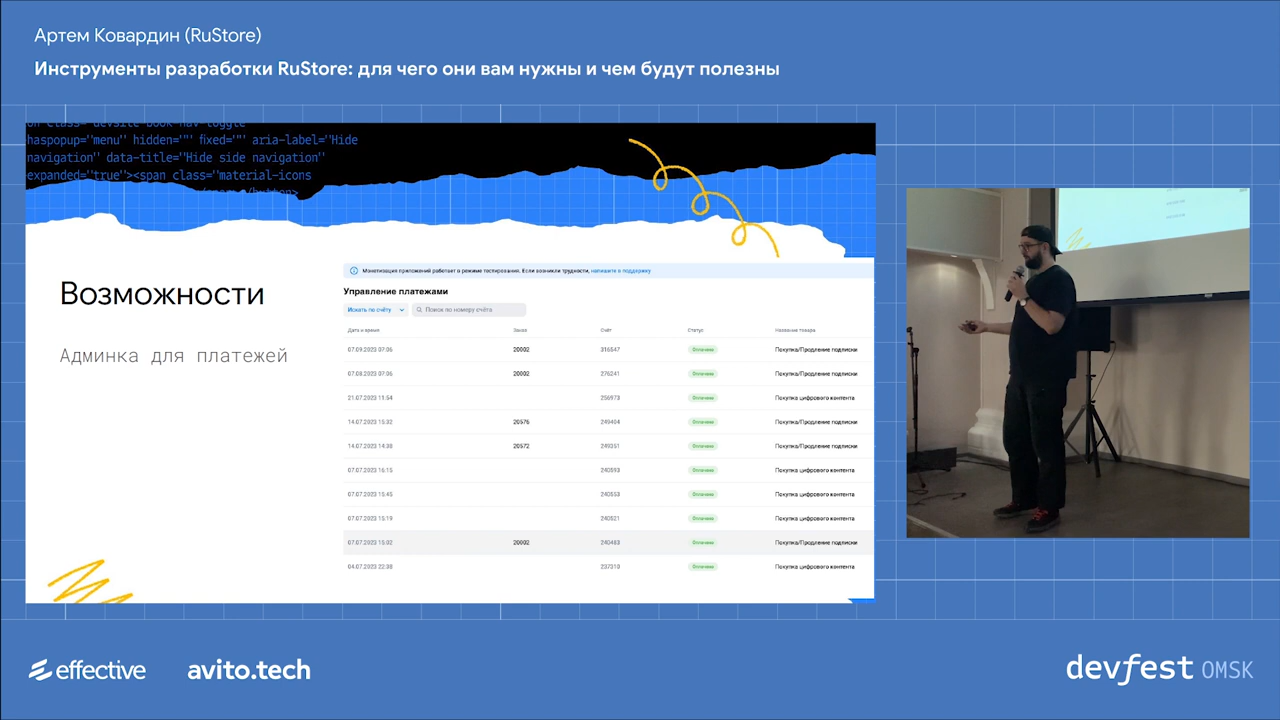 Артем Ковардин (RuStore)
Инструменты разработки RuStore: для чего они вам нужны и чем будут полезны
haspopup="menu" hidden="" fixed="" aria-label="Hide
navigation" data-title="Hide side navigation"
expanded="true"><span class="material-icons
Возможности
Админка для платежей
Монетизация приложений работает в режиме тестирования. Если возникли трудности, напишите в поддержку
Управление платежами
Искать по счёту Поиск по номеру счёта
Дата и время Заказ Счёт Статус Название товара
07.09.2023 07:06 20002 316847 Оплачен Покупка/Продление подписки
07.08.2023 07:06 20002 276241 Оплачен Покупка/Продление подписки
21.07.2023 11:54 256973 Оплачен Покупка цифрового контента
14.07.2023 15:32 20576 249404 Оплачен Покупка/Продление подписки
14.07.2023 14:38 20572 249351 Оплачен Покупка/Продление подписки
07.07.2023 16:15 240593 Оплачен Покупка цифрового контента
07.07.2023 15:45 240553 Оплачен Покупка цифрового контента
07.07.2023 15:19 240521 Оплачен Покупка цифрового контента
07.07.2023 15:02 20002 240483 Оплачен Покупка/Продление подписки
04.07.2023 22:38 237310 Оплачен Покупка цифрового контента
effective avito.tech devfest OMSK